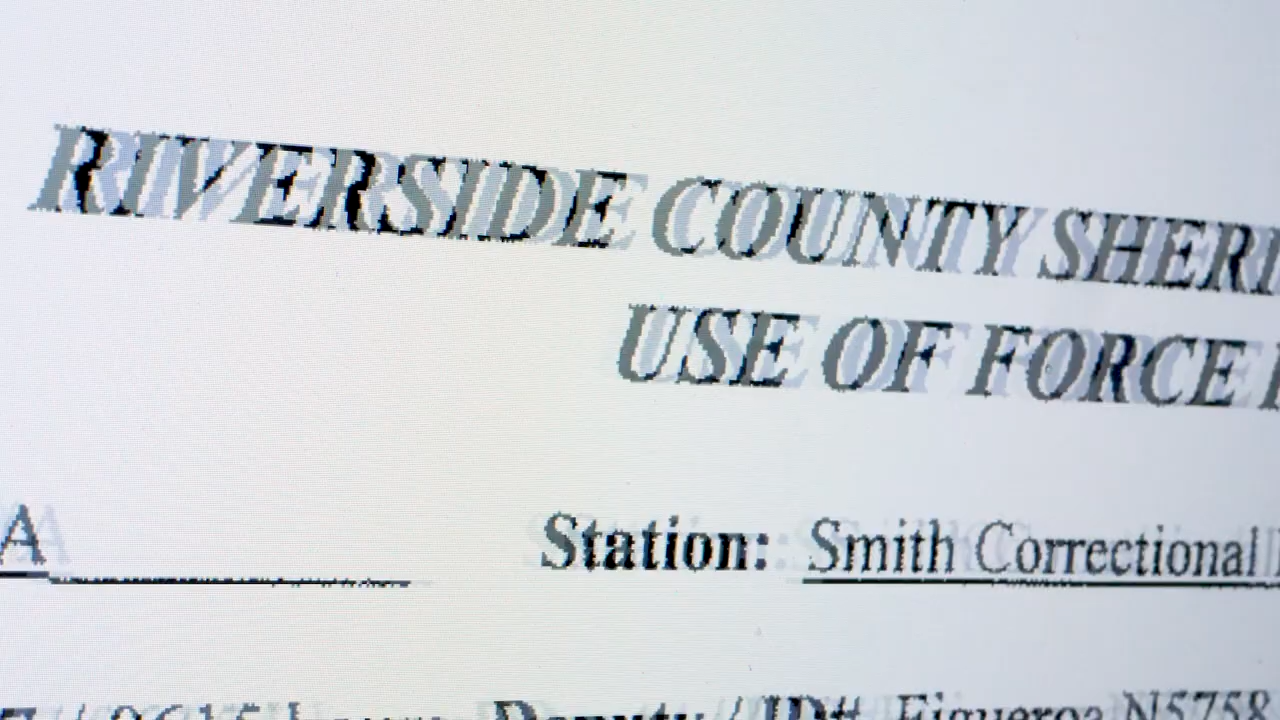 RIVERSIDE COUNTY SHERI
USE OF FORCE
A Station: Smith Correctional
Deputy / ID# Figueroa N5758